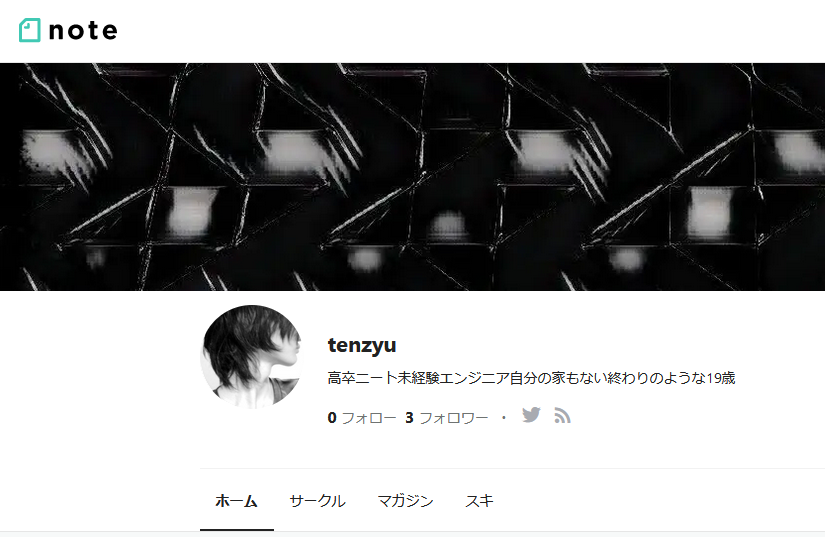 note
tenzyu
高卒ニート未経験エンジニア自分の家もない終わりのような19歳
0 フォロー 3 フォロワー ・
ホーム サークル マガジン スキ